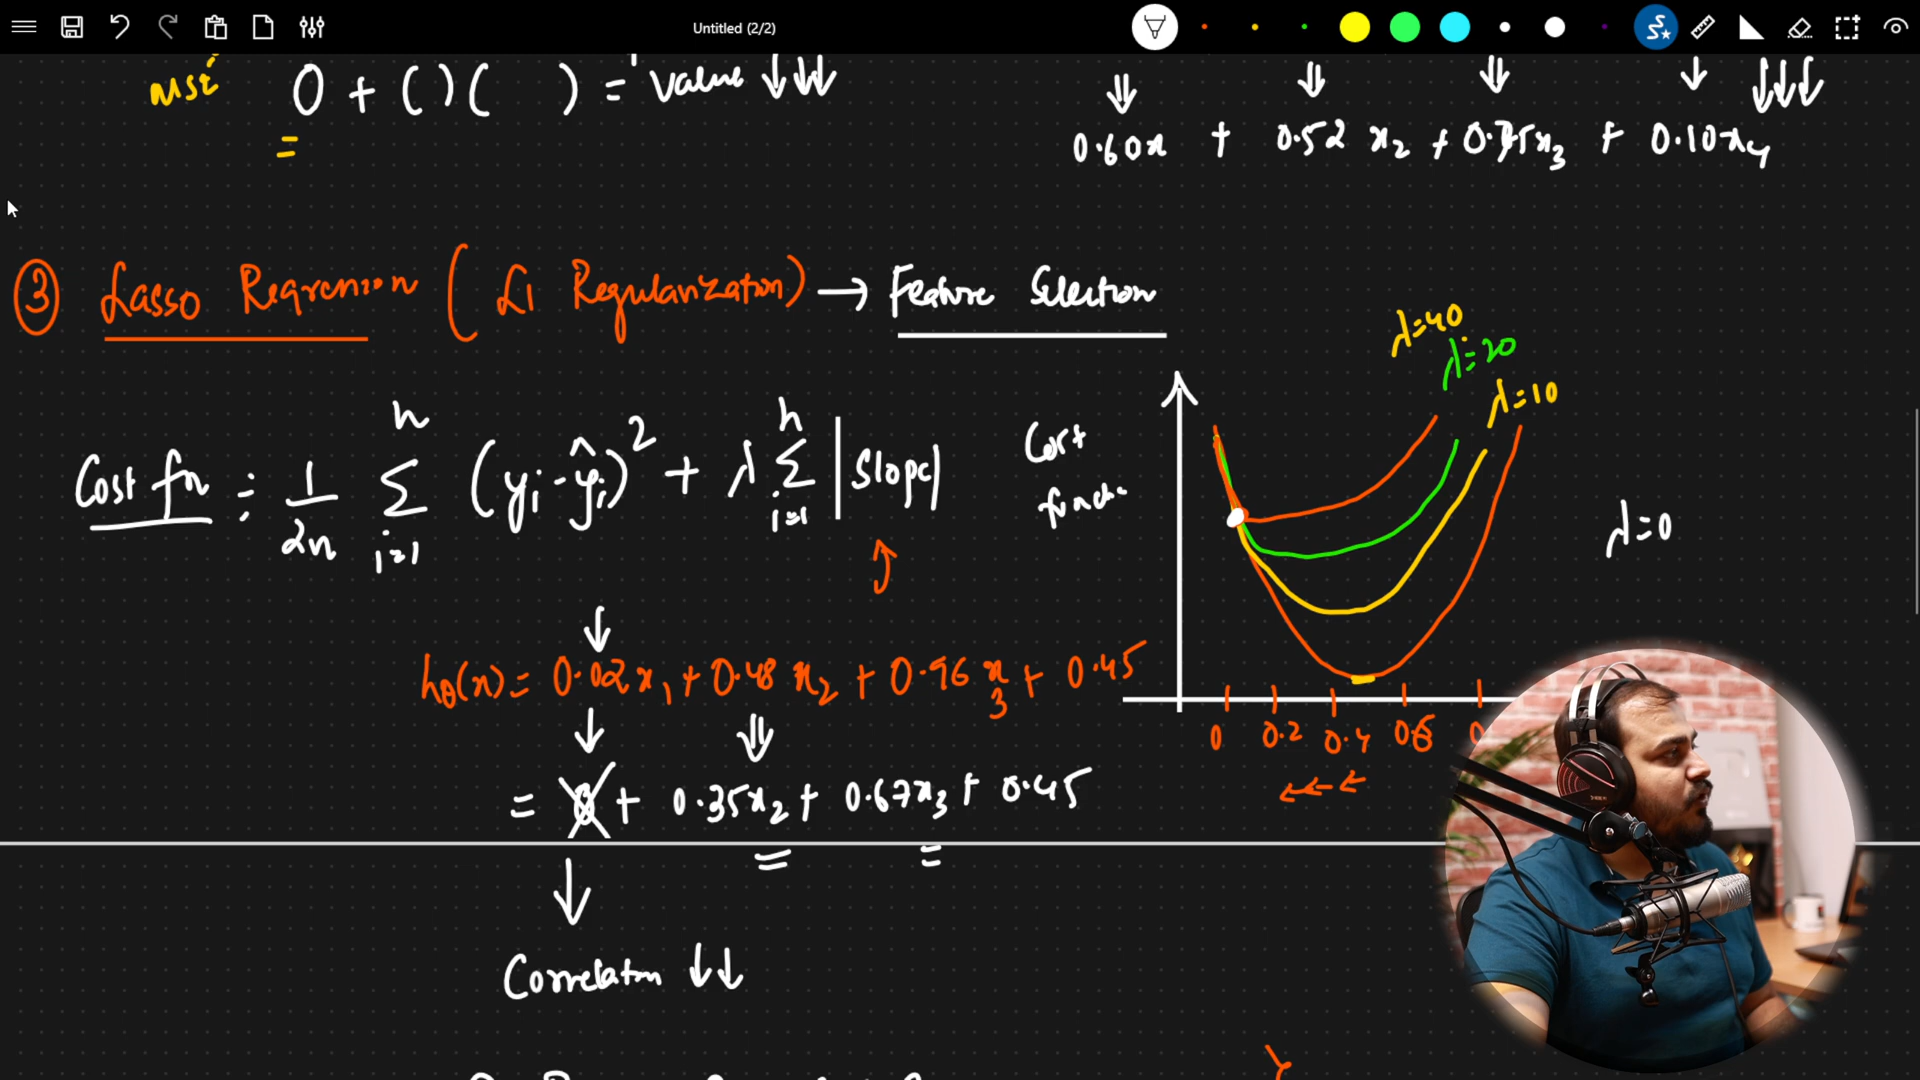 Untitled (2/2)
MSE 0 + ( ) ( ) = Value ↓↓↓
=
0.60x + 0.52 x2 + x3 + 0.10x4
③ Lasso Regression ( L1 Regularization) → Feature Selection
Cost fn = 1/2n n∑i=1 (yi - ŷi)² + λ n∑i=1 |Slope|
Cost
λ=40
λ=20
λ=10
λ=0
hθ(x) = 0.02x1 + 0.48 x2 + 0.96 x3 + 0.45
0 0.2 0.4
= 0 + 0.35x2 + 0.67x3 + 0.45
Correlation ↓↓